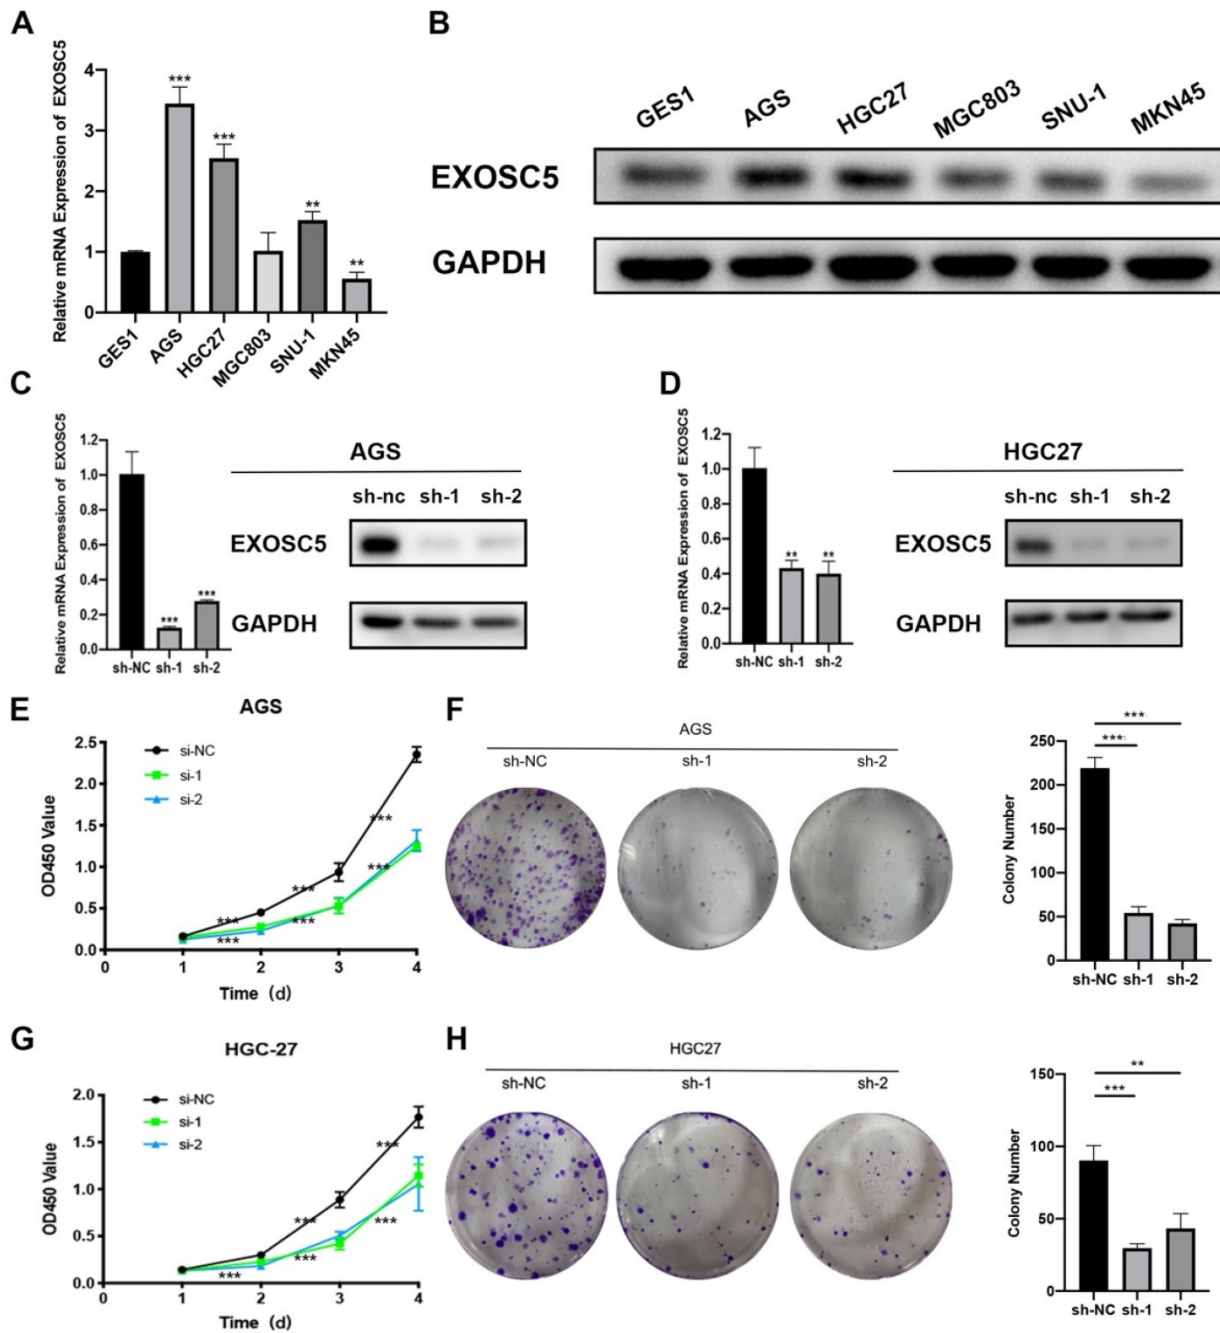 A
Relative mRNA Expression of EXOSC5
4
3
2
1
0
***
***
**
**
GES1
AGS
HGC27
MGC803
SNU-1
MKN45
B
GES1
AGS
HGC27
MGC803
SNU-1
MKN45
EXOSC5
GAPDH
C
Relative mRNA Expression of EXOSC5
1.2
1.0
0.8
0.6
0.4
0.2
0.0
***
***
sh-NC sh-1 sh-2
AGS
sh-nc sh-1 sh-2
EXOSC5
GAPDH
D
Relative mRNA Expression of EXOSC5
1.2
1.0
0.8
0.6
0.4
0.2
0.0
** **
sh-NC sh-1 sh-2
HGC27
sh-nc sh-1 sh-2
EXOSC5
GAPDH
E
AGS
OD450 Value
2.5
2.0
1.5
1.0
0.5
0.0
si-NC
si-1
si-2
***
***
***
***
***
***
0 1 2 3 4
Time (d)
F
AGS
sh-NC sh-1 sh-2
Colony Number
250
200
150
100
50
0
***
***
sh-NC sh-1 sh-2
G
HGC-27
OD450 Value
2.0
1.5
1.0
0.5
0.0
si-NC
si-1
si-2
***
***
***
***
***
0 1 2 3 4
Time (d)
H
HGC27
sh-NC sh-1 sh-2
Colony Number
150
100
50
0
**
***
sh-NC sh-1 sh-2